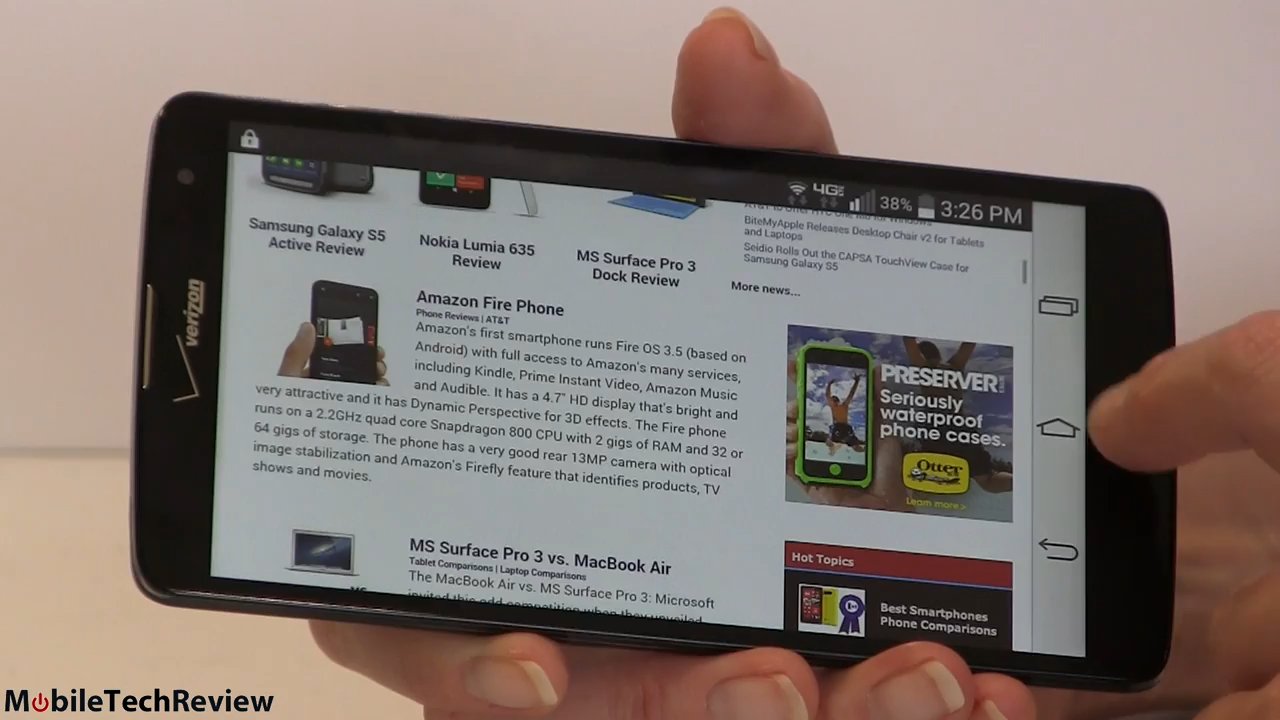 4G LTE
38%
3:26 PM
Samsung Galaxy S5
Active Review
Nokia Lumia 635
Review
MS Surface Pro 3
Dock Review
BiteMyApple Releases Desktop Chair v2 for Tablets
and Laptops
Seidio Rolls Out the CAPSA TouchView Case for
Samsung Galaxy S5
More news...
Amazon Fire Phone
Phone Reviews | AT&T
Amazon's first smartphone runs Fire OS 3.5 (based on
Android) with full access to Amazon's many services,
including Kindle, Prime Instant Video, Amazon Music
and Audible. It has a 4.7" HD display that's bright and
very attractive and it has Dynamic Perspective for 3D effects. The Fire phone
runs on a 2.2GHz quad core Snapdragon 800 CPU with 2 gigs of RAM and 32 or
64 gigs of storage. The phone has a very good rear 13MP camera with optical
image stabilization and Amazon's Firefly feature that identifies products, TV
shows and movies.
PRESERVER
Seriously
waterproof
phone cases.
Otter
Learn more >
MS Surface Pro 3 vs. MacBook Air
Tablet Comparisons | Laptop Comparisons
The MacBook Air vs. MS Surface Pro 3: Microsoft
invited this odd competition when they unveiled
Hot Topics
Best Smartphones
Phone Comparisons
verizon
MobileTechReview